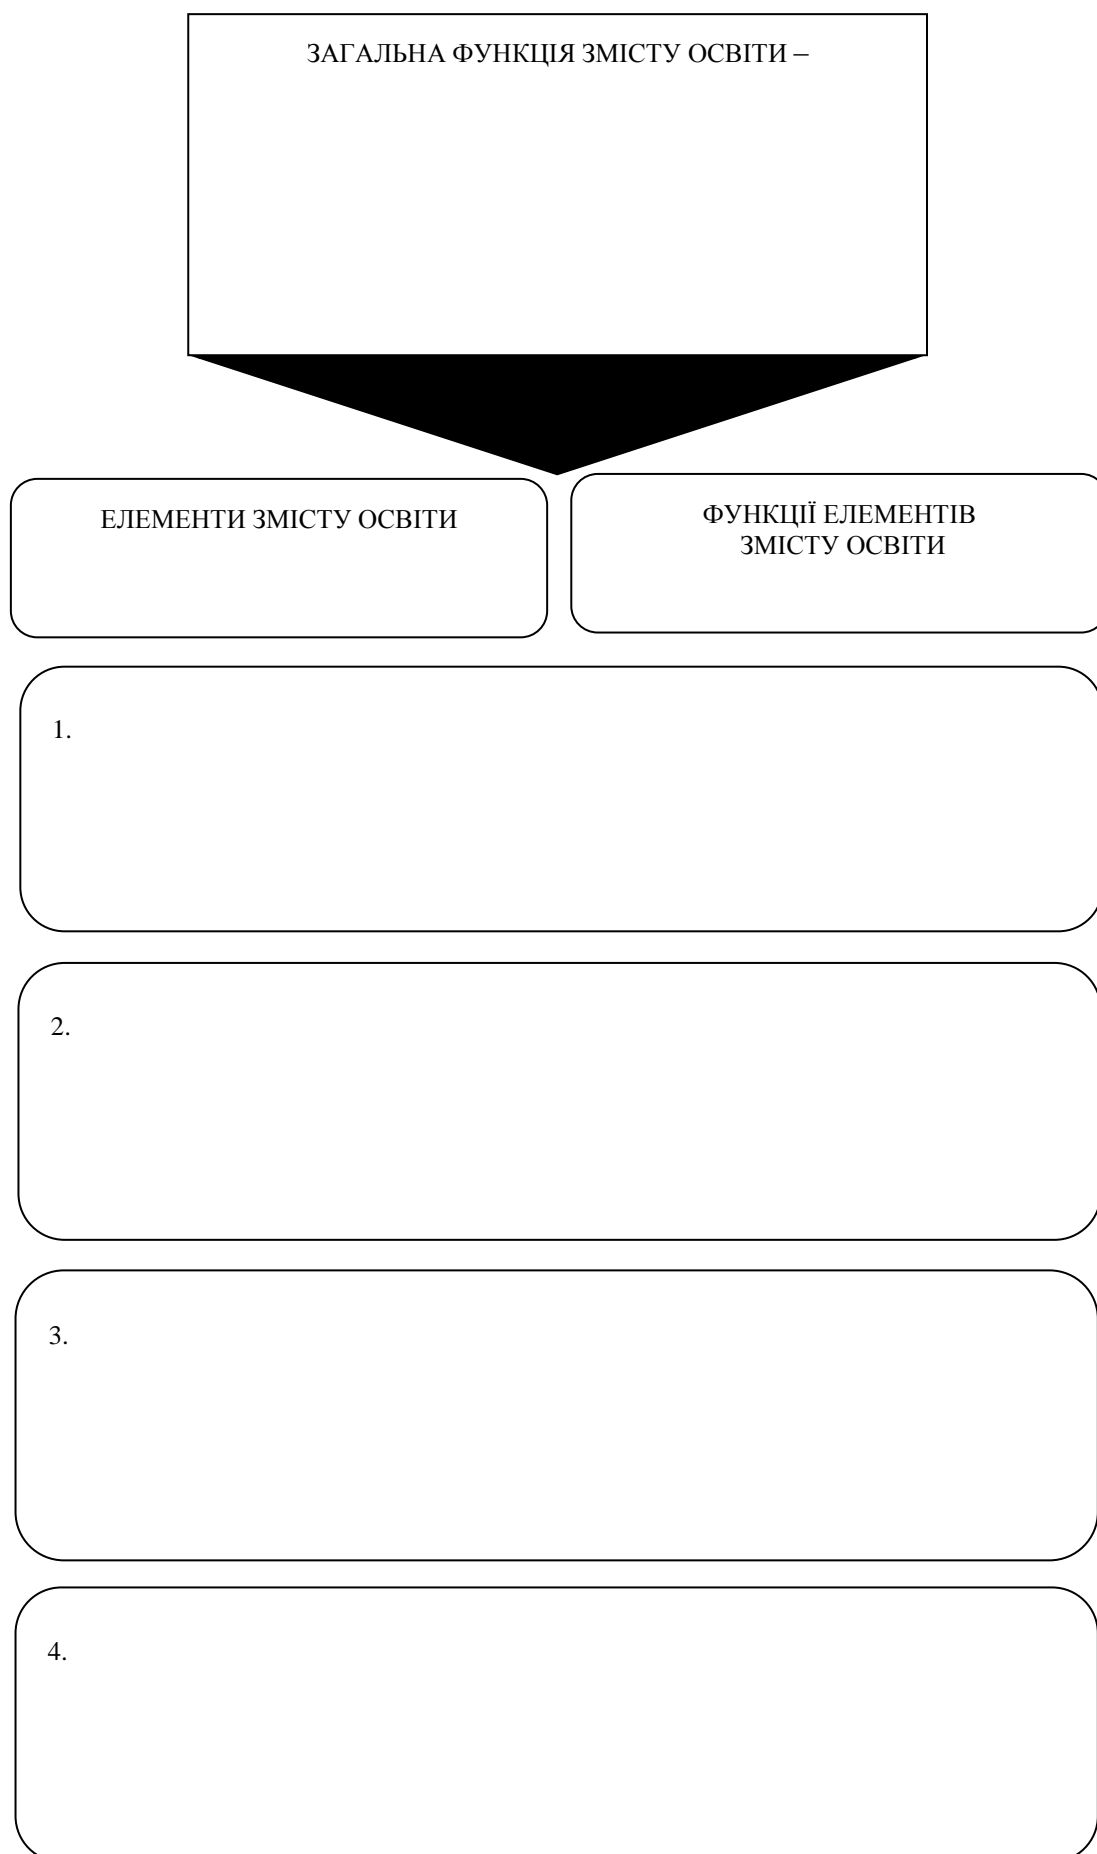 ЗАГАЛЬНА ФУНКЦІЯ ЗМІСТУ ОСВІТИ –
ЕЛЕМЕНТИ ЗМІСТУ ОСВІТИ
ФУНКЦІЇ ЕЛЕМЕНТІВ
ЗМІСТУ ОСВІТИ
1.
2.
3.
4.